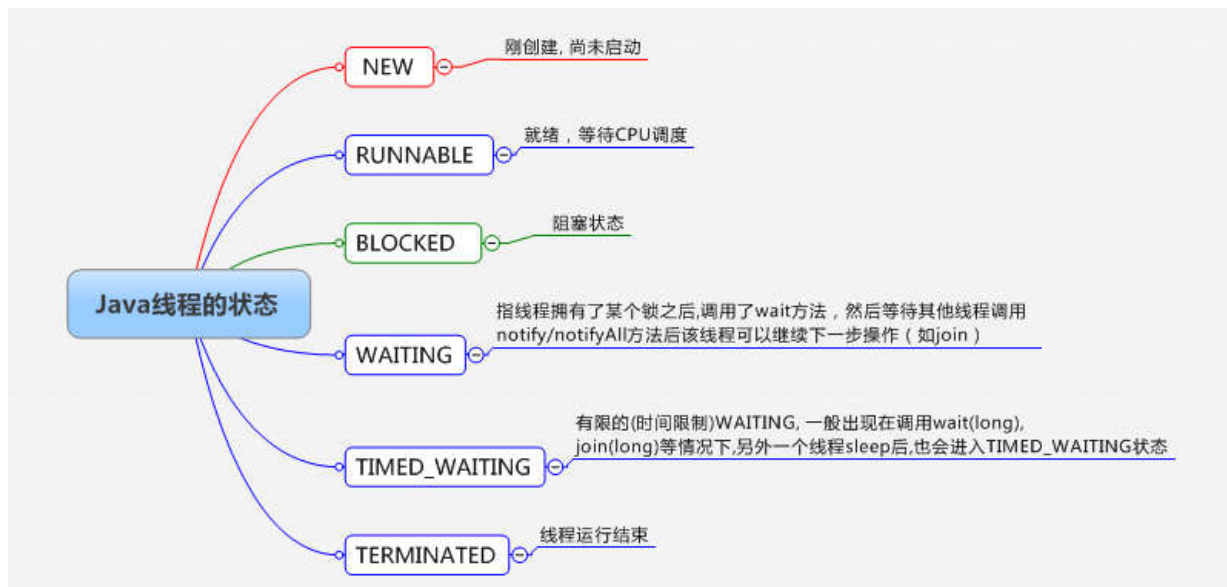 刚创建, 尚未启动
NEW
就绪，等待CPU调度
RUNNABLE
阻塞状态
BLOCKED
Java线程的状态
指线程拥有了某个锁之后,调用了wait方法，然后等待其他线程调用
notify/notifyAll方法后该线程可以继续下一步操作（如join）
WAITING
有限的(时间限制)WAITING, 一般出现在调用wait(long),
join(long)等情况下,另外一个线程sleep后,也会进入TIMED_WAITING状态
TIMED_WAITING
线程运行结束
TERMINATED